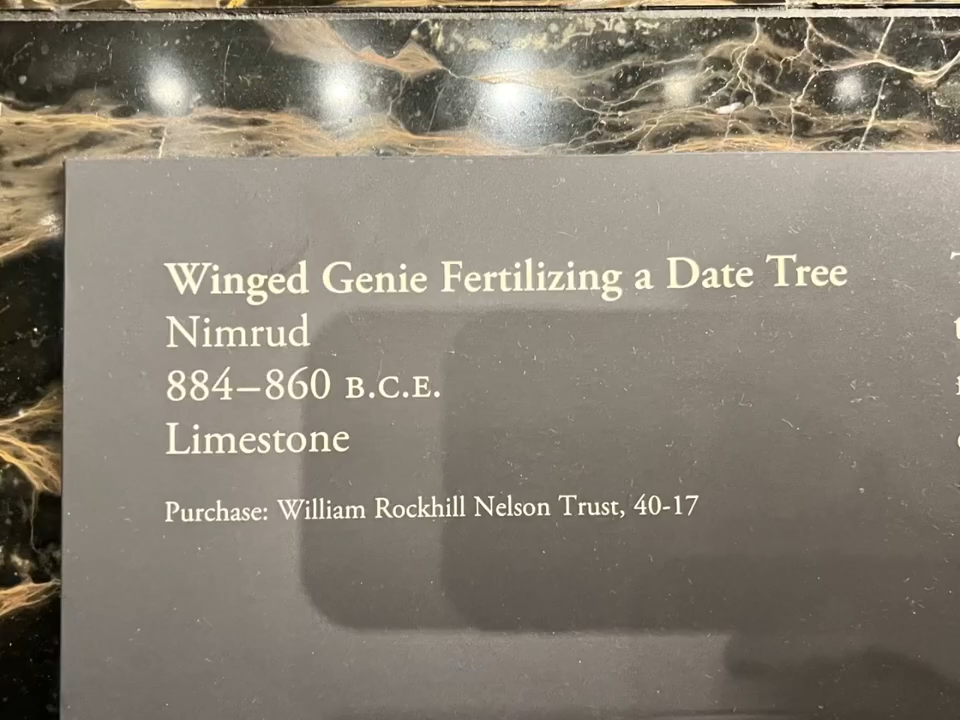 Winged Genie Fertilizing a Date Tree
Nimrud
884–860 B.C.E.
Limestone
Purchase: William Rockhill Nelson Trust, 40-17